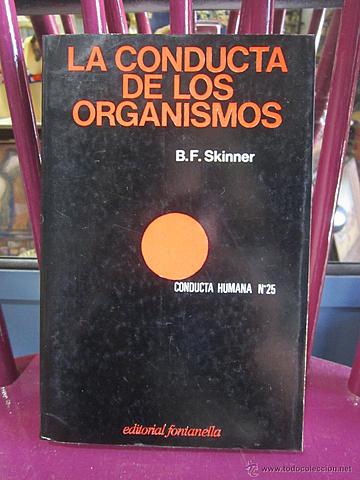 LA CONDUCTA
DE LOS
ORGANISMOS
B.F. Skinner
CONDUCTA HUMANA Nº25
editorial fontanella
© www.todocoleccion.net